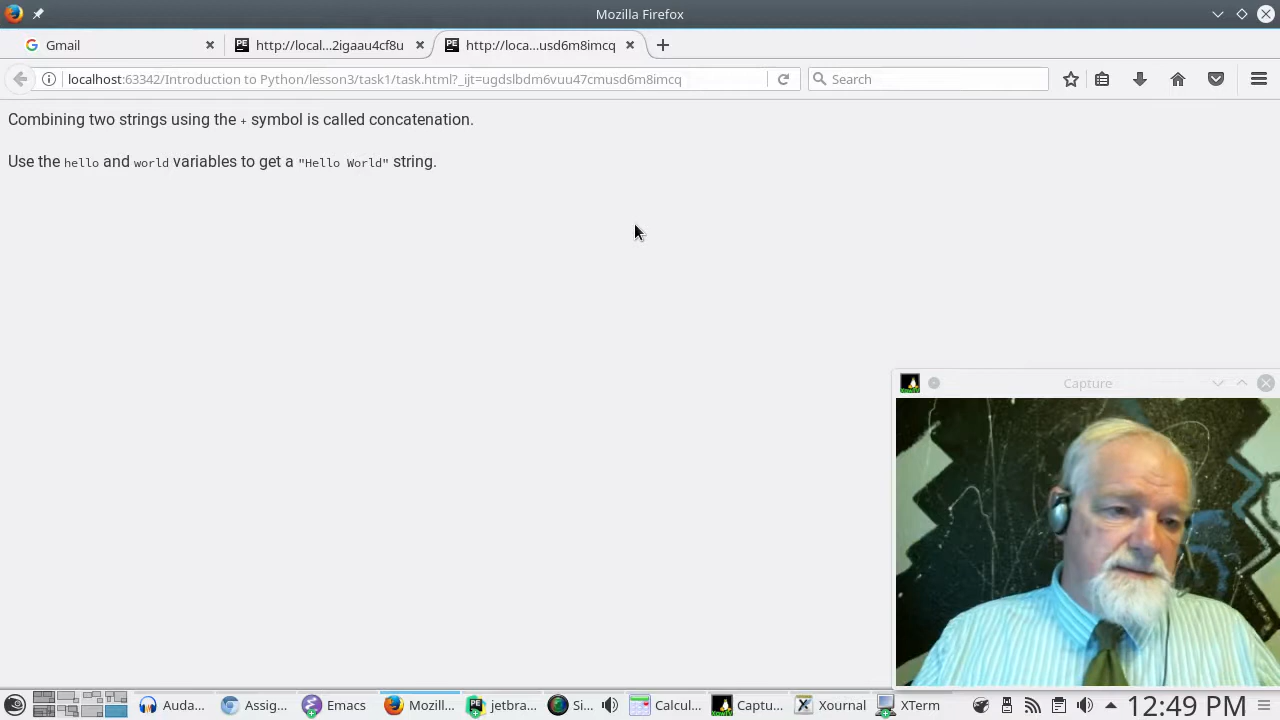 Mozilla Firefox
Gmail
http://local...2igaau4cf8u
http://loca...usd6m8imcq
localhost:63342/Introduction to Python/lesson3/task1/task.html?_ijt=ugdslbdm6vuu47cmusd6m8imcq
Search
Combining two strings using the + symbol is called concatenation.
Use the hello and world variables to get a "Hello World" string.
Capture
Audi... Assig... Emacs Mozill... jetbra... Si... Calcul... Captu... Xournal XTerm 12:49 PM